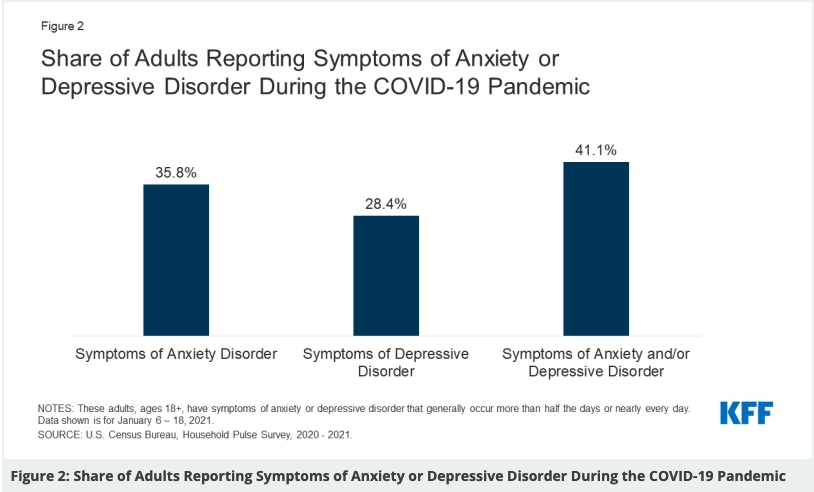 Figure 2
Share of Adults Reporting Symptoms of Anxiety or
Depressive Disorder During the COVID-19 Pandemic
35.8%
28.4%
41.1%
Symptoms of Anxiety Disorder
Symptoms of Depressive
Disorder
Symptoms of Anxiety and/or
Depressive Disorder
NOTES: These adults, ages 18+, have symptoms of anxiety or depressive disorder that generally occur more than half the days or nearly every day.
Data shown is for January 6 – 18, 2021.
SOURCE: U.S. Census Bureau, Household Pulse Survey, 2020 - 2021.
KFF
Figure 2: Share of Adults Reporting Symptoms of Anxiety or Depressive Disorder During the COVID-19 Pandemic